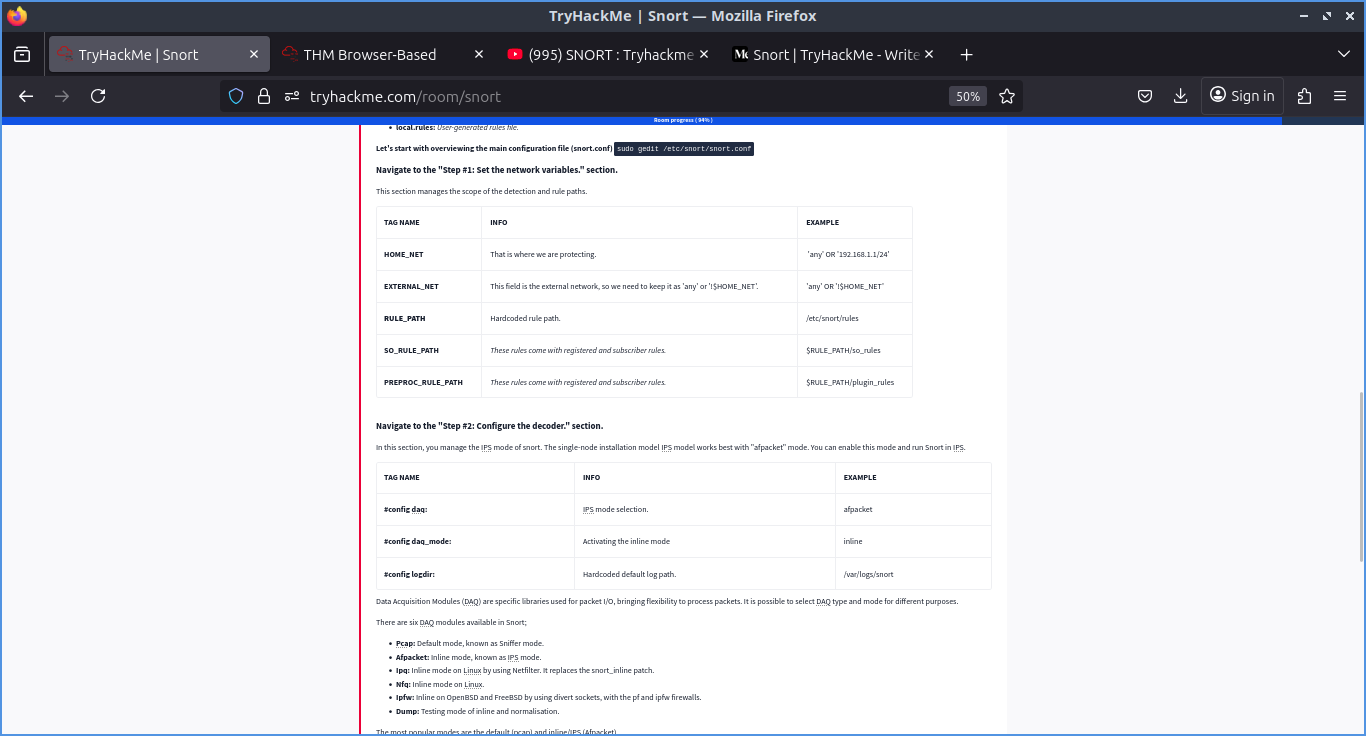 TryHackMe | Snort — Mozilla Firefox
TryHackMe | Snort
THM Browser-Based
(995) SNORT : Tryhackme
Snort | TryHackMe - Write
tryhackme.com/room/snort
50%
Sign in
Room progress ( 94% )
local.rules: User-generated rules file.
Let's start with overviewing the main configuration file (snort.conf) sudo gedit /etc/snort/snort.conf
Navigate to the "Step #1: Set the network variables." section.
This section manages the scope of the detection and rule paths.
TAG NAME INFO EXAMPLE
HOME_NET That is where we are protecting. 'any' OR '192.168.1.1/24'
EXTERNAL_NET This field is the external network, so we need to keep it as 'any' or '!$HOME_NET'. 'any' OR '!$HOME_NET'
RULE_PATH Hardcoded rule path. /etc/snort/rules
SO_RULE_PATH These rules come with registered and subscriber rules. $RULE_PATH/so_rules
PREPROC_RULE_PATH These rules come with registered and subscriber rules. $RULE_PATH/plugin_rules
Navigate to the "Step #2: Configure the decoder." section.
In this section, you manage the IPS mode of snort. The single-node installation model IPS model works best with "afpacket" mode. You can enable this mode and run Snort in IPS.
TAG NAME INFO EXAMPLE
#config daq: IPS mode selection. afpacket
#config daq_mode: Activating the inline mode inline
#config logdir: Hardcoded default log path. /var/logs/snort
Data Acquisition Modules (DAQ) are specific libraries used for packet I/O, bringing flexibility to process packets. It is possible to select DAQ type and mode for different purposes.
There are six DAQ modules available in Snort;
• Pcap: Default mode, known as Sniffer mode.
• Afpacket: Inline mode, known as IPS mode.
• Ipq: Inline mode on Linux by using Netfilter. It replaces the snort_inline patch.
• Nfq: Inline mode on Linux.
• Ipfw: Inline on OpenBSD and FreeBSD by using divert sockets, with the pf and ipfw firewalls.
• Dump: Testing mode of inline and normalisation.
The most popular modes are the default (pcap) and inline/IPS (Afpacket)